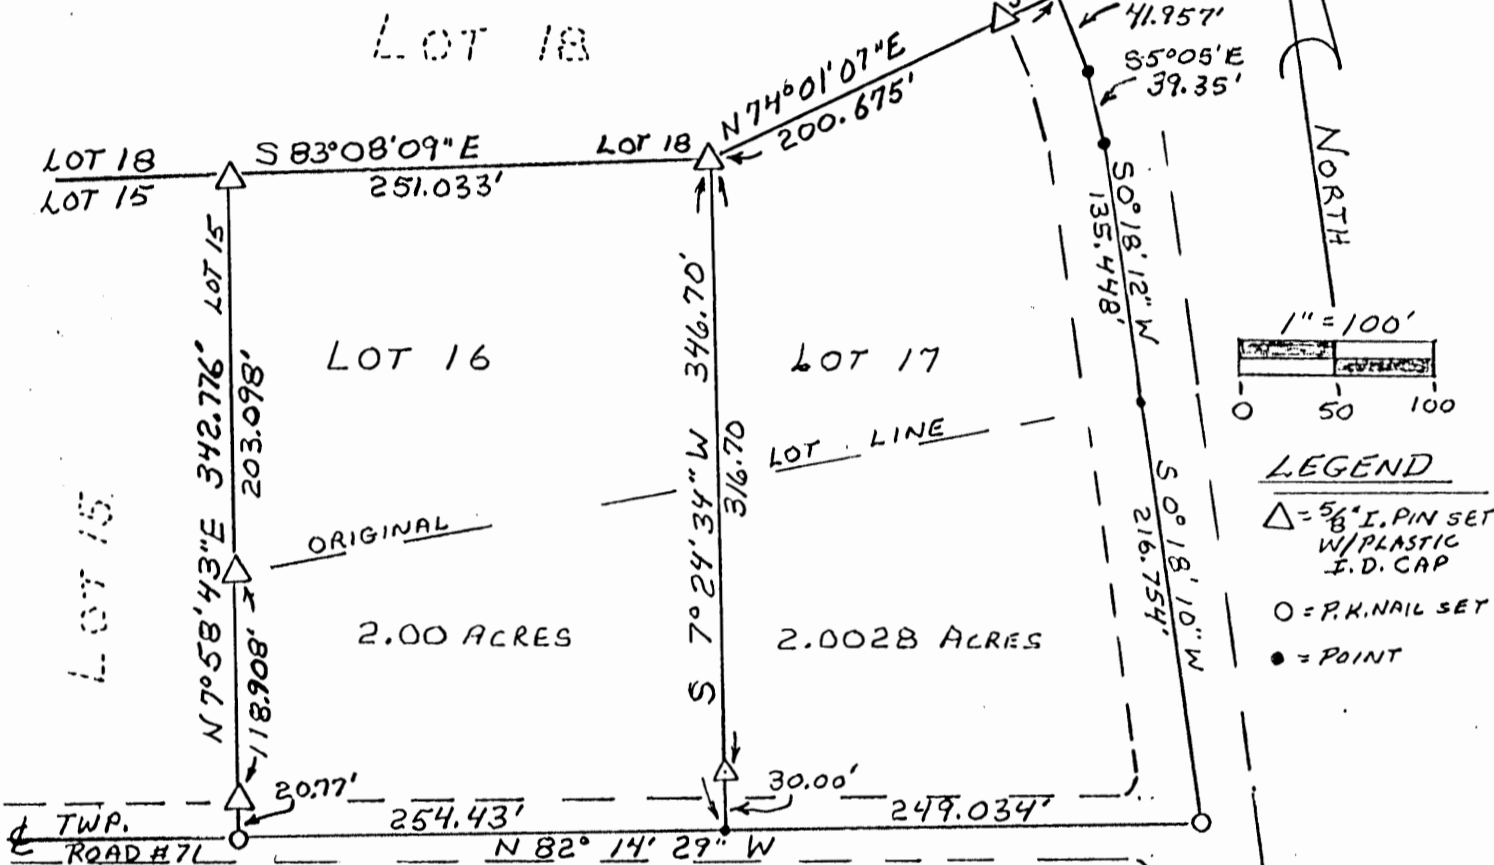 LOT 18
41.957'
S5°05'E
39.35'
N74°01'07"E
200.675'
LOT 18
LOT 15
S 83°08'09"E
LOT 18
251.033'
NORTH
S0°18'12"W
135.448'
LOT 15
N7°58'43"E 342.776'
203.098'
118.908'
LOT 15
LOT 16
S 7°24'34"W 346.70'
316.70
LOT 17
ORIGINAL
LOT LINE
2.00 ACRES
2.0028 ACRES
S 0°18'10"W
216.754'
1"=100'
0 50 100
LEGEND
△ = 5/8" I. PIN SET
W/PLASTIC
I.D. CAP
○ = P.K. NAIL SET
● = POINT
20.77'
30.00'
254.43'
249.034'
℄ TWP.
ROAD #71
N 82° 14' 29" W